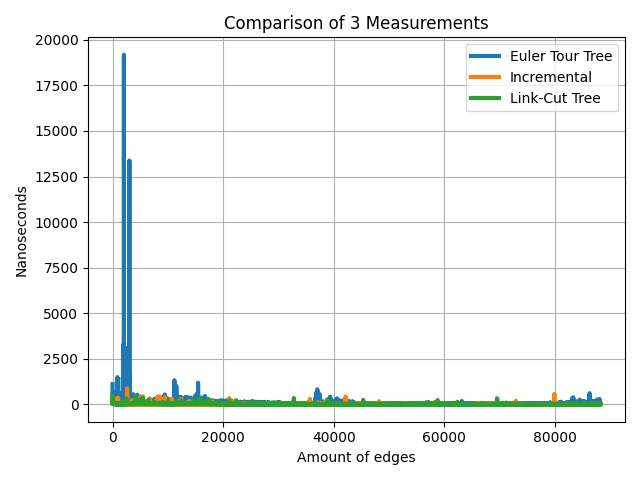 Comparison of 3 Measurements
20000
17500
15000
12500
10000
7500
5000
2500
0
Nanoseconds
Euler Tour Tree
Incremental
Link-Cut Tree
0 20000 40000 60000 80000
Amount of edges